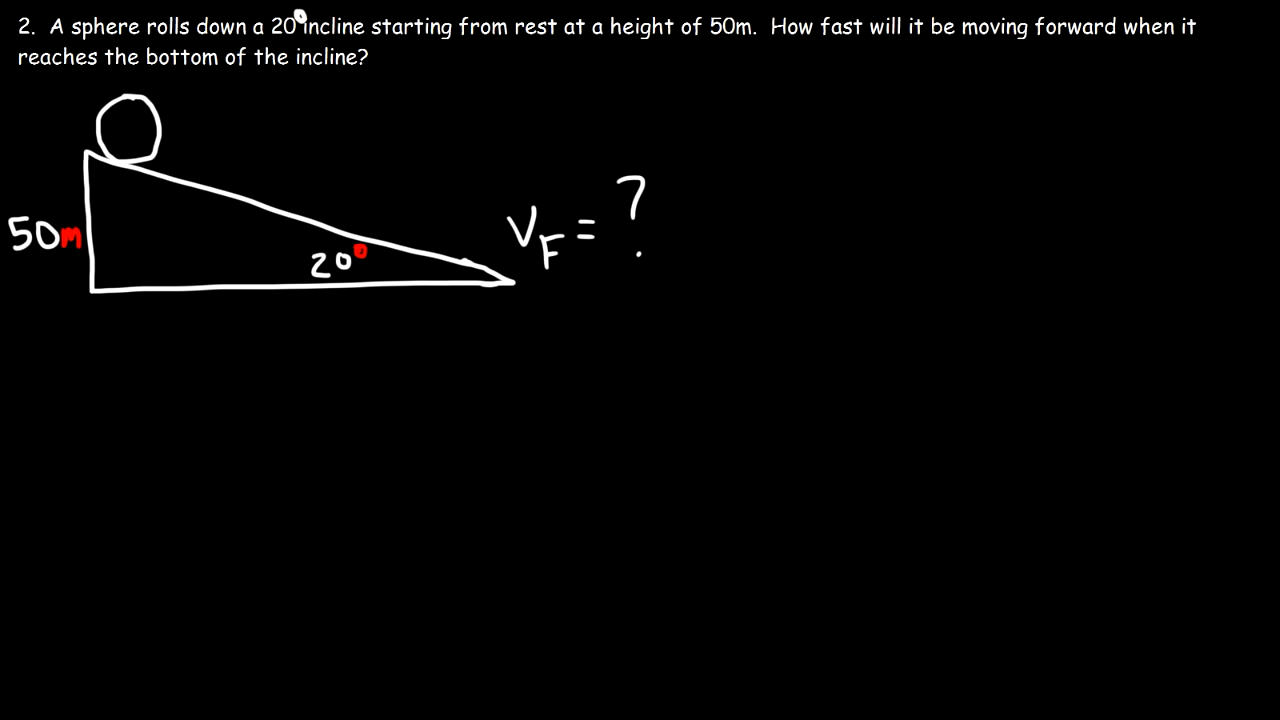 2. A sphere rolls down a 20° incline starting from rest at a height of 50m. How fast will it be moving forward when it
reaches the bottom of the incline?
50m
20°
V_F = ?